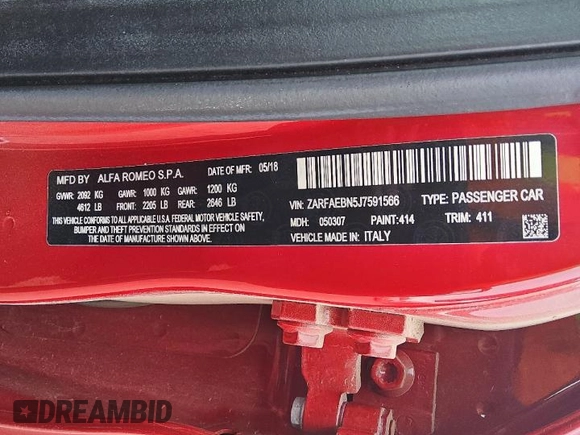 MFD BY: ALFA ROMEO S.P.A. DATE OF MFR: 05/18
GVWR: 2092 KG GAWR: 1000 KG GAWR: 1200 KG
4612 LB FRONT: 2205 LB REAR: 2646 LB
THIS VEHICLE CONFORMS TO ALL APPLICABLE U.S.A. FEDERAL MOTOR VEHICLE SAFETY,
BUMPER AND THEFT PREVENTION STANDARDS IN EFFECT ON
THE DATE OF MANUFACTURE SHOWN ABOVE.
VIN: ZARFAEBN5J7591566 TYPE: PASSENGER CAR
MDH: 050307 PAINT: 414 TRIM: 411
VEHICLE MADE IN: ITALY
DREAMBID